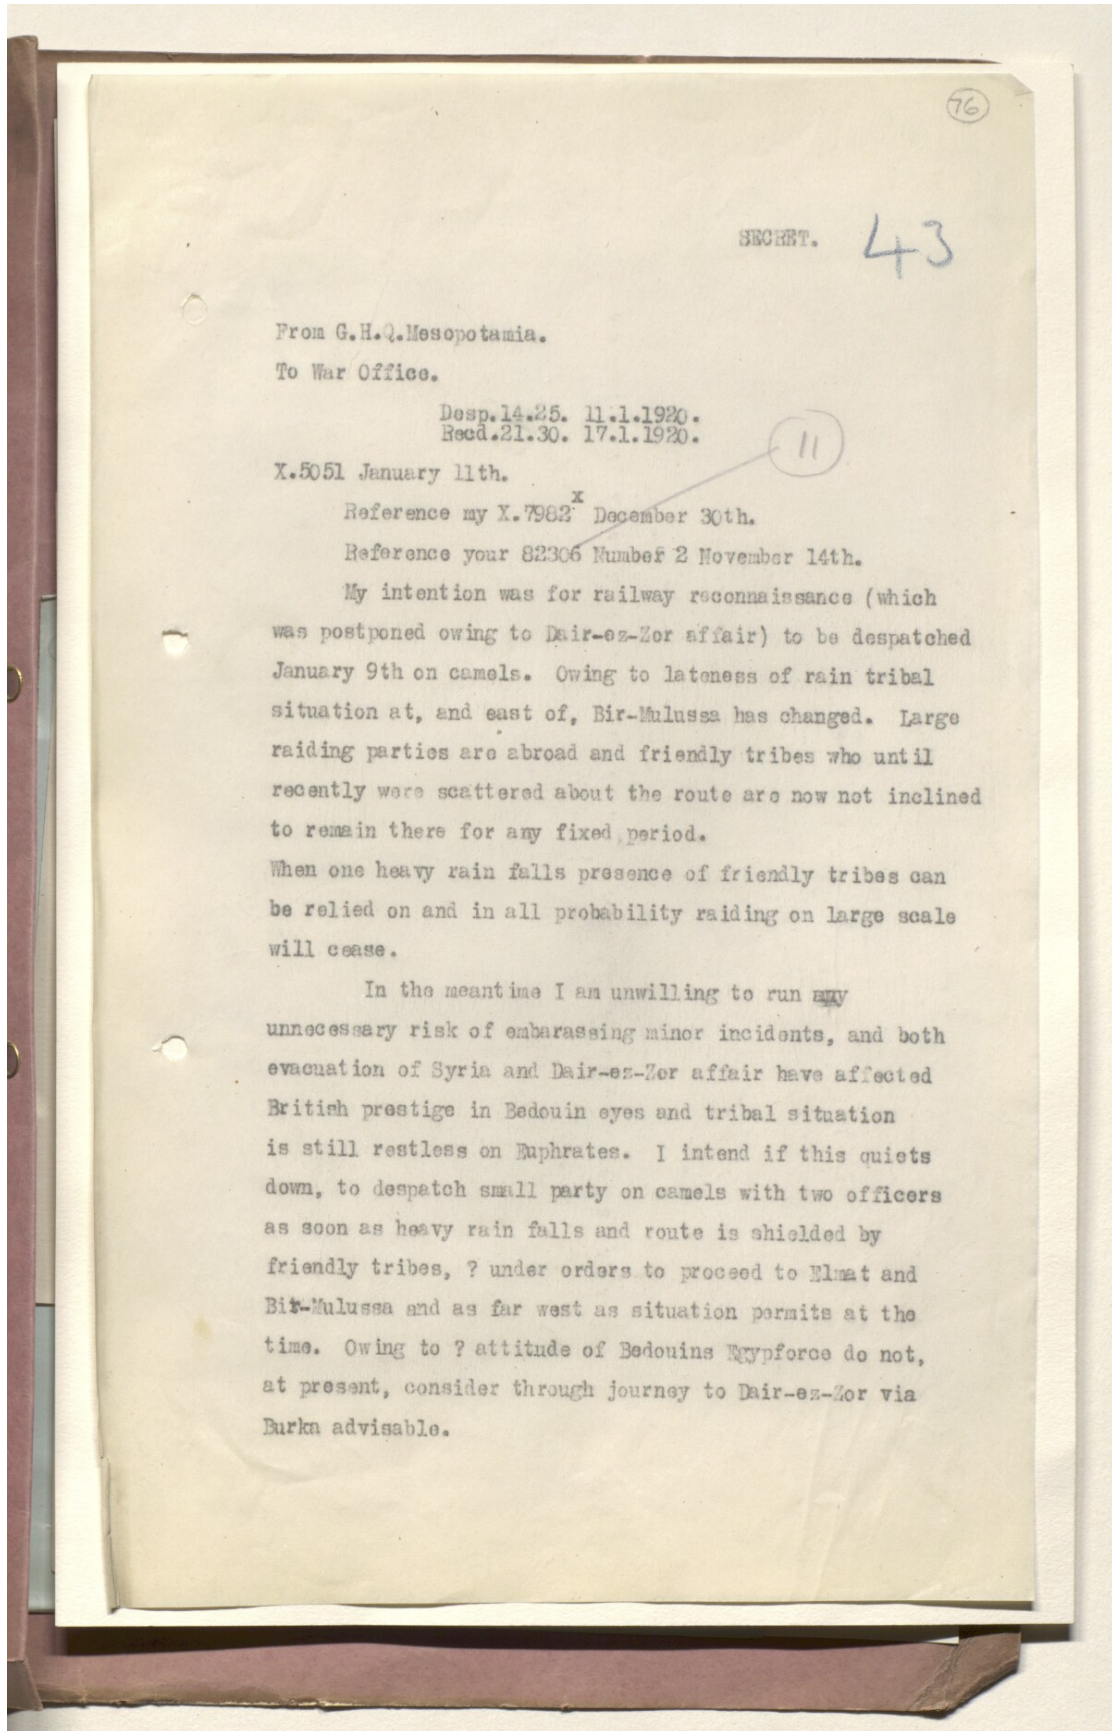 76
SECRET. 43
From G.H.Q.Mesopotamia.
To War Office.
Desp.14.25. 11.1.1920.
Recd.21.30. 17.1.1920.
11
X.5051 January 11th.
x
Reference my X.7982 December 30th.
Reference your 82306 Number 2 November 14th.
My intention was for railway reconnaissance (which
was postponed owing to Dair-ez-Zor affair) to be despatched
January 9th on camels. Owing to lateness of rain tribal
situation at, and east of, Bir-Mulussa has changed. Large
raiding parties are abroad and friendly tribes who until
recently were scattered about the route are now not inclined
to remain there for any fixed period.
When one heavy rain falls presence of friendly tribes can
be relied on and in all probability raiding on large scale
will cease.
In the meantime I am unwilling to run any
unnecessary risk of embarassing minor incidents, and both
evacuation of Syria and Dair-ez-Zor affair have affected
British prestige in Bedouin eyes and tribal situation
is still restless on Euphrates. I intend if this quiets
down, to despatch small party on camels with two officers
as soon as heavy rain falls and route is shielded by
friendly tribes, ? under orders to proceed to Elmat and
Bir-Mulussa and as far west as situation permits at the
time. Owing to ? attitude of Bedouins Egypforce do not,
at present, consider through journey to Dair-ez-Zor via
Burka advisable.